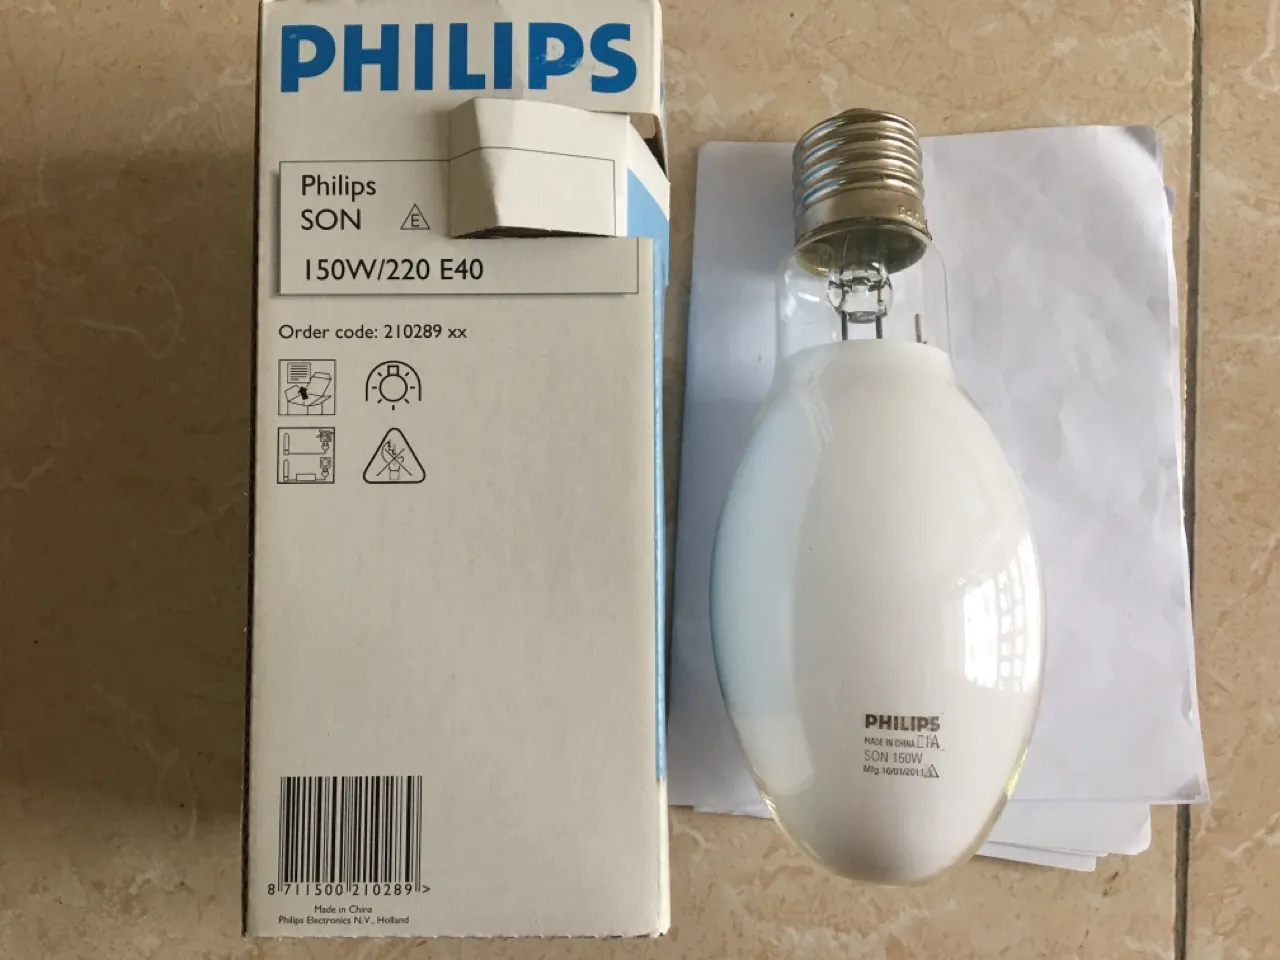 PHILIPS
Philips
SON E
150W/220 E40
Order code: 210289 xx
8 711500 210289 >
Made in China
Philips Electronics N.V., Holland
PHILIPS
MADE IN CHINA
SON 150W
Mfg.